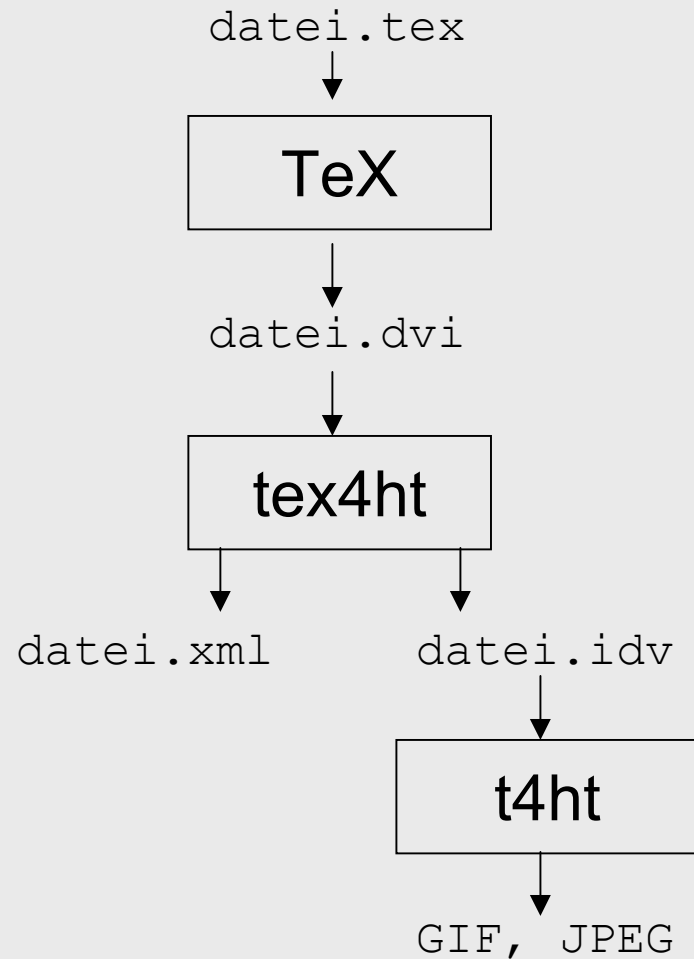 datei.tex
TeX
datei.dvi
tex4ht
datei.xml datei.idv
t4ht
GIF, JPEG